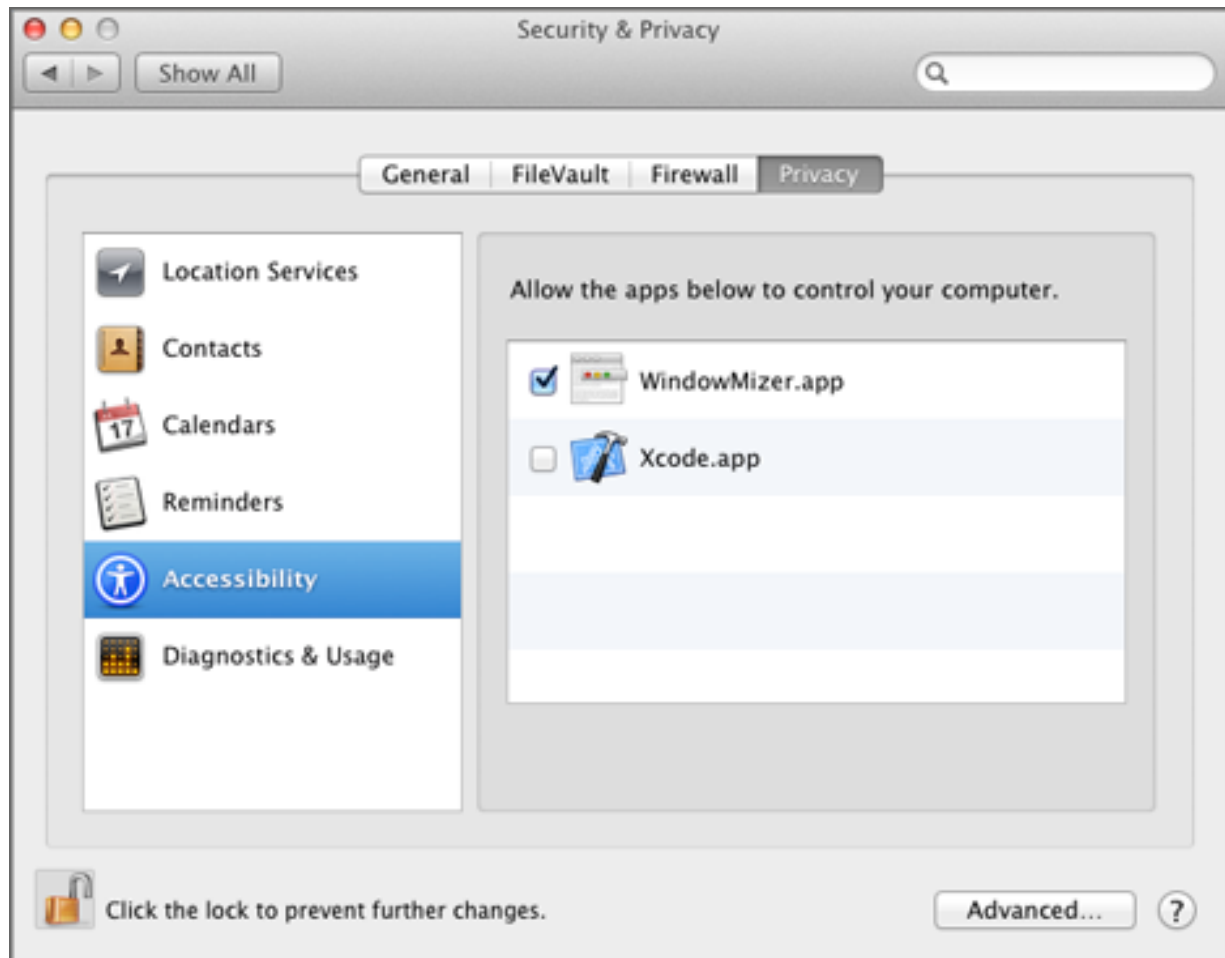 Security & Privacy
Show All
General FileVault Firewall Privacy
Location Services
Contacts
17 Calendars
Reminders
Accessibility
Diagnostics & Usage
Allow the apps below to control your computer.
WindowMizer.app
Xcode.app
Click the lock to prevent further changes.
Advanced... ?